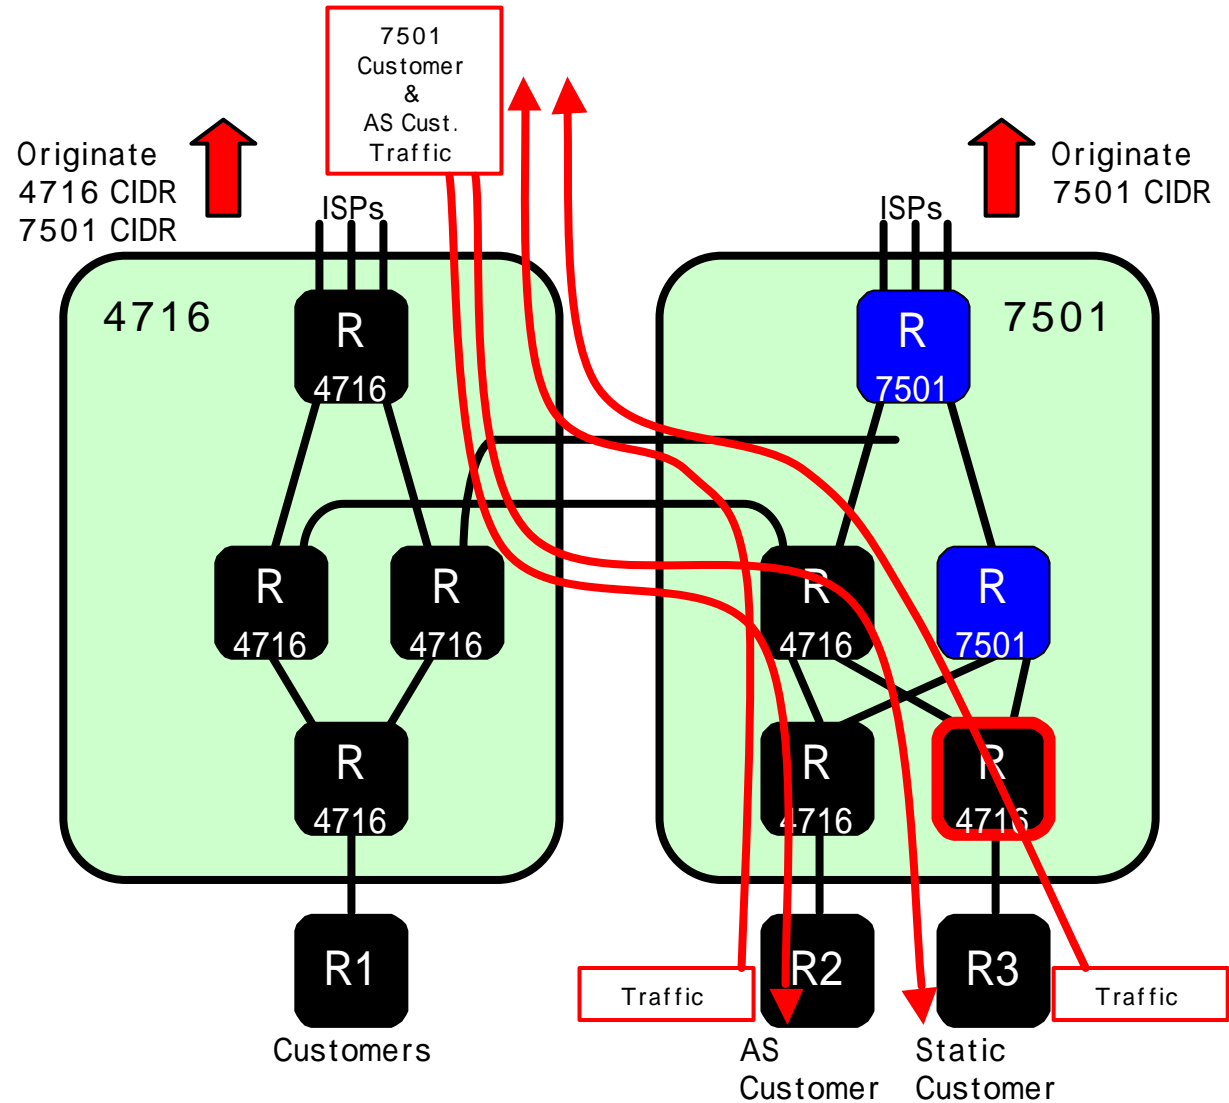 7501
Customer
&
AS Cust.
Traffic
Originate
4716 CIDR
7501 CIDR
ISPs
ISPs
Originate
7501 CIDR
4716
R
4716
R
7501
7501
R
4716
R
4716
R
4716
R
7501
R
4716
R
4716
R
4716
R1
R2
R3
Traffic
Traffic
Customers
AS
Customer
Static
Customer